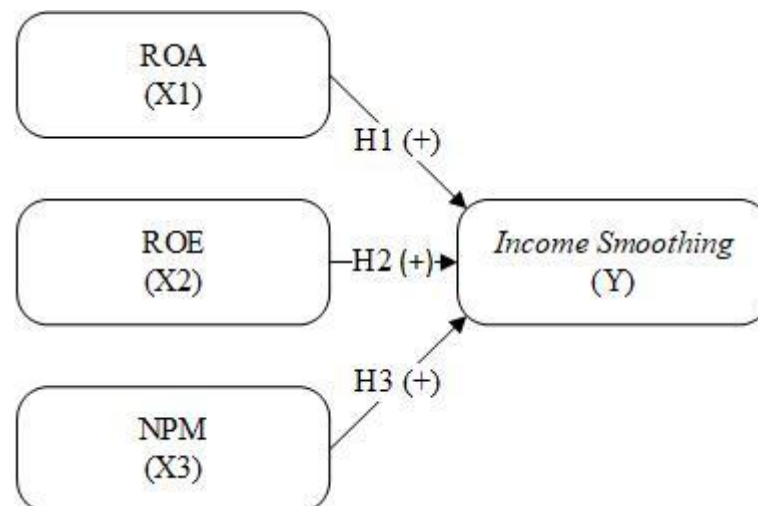 ROA
(X1)
H1 (+)
ROE
(X2)
H2 (+)
Income Smoothing
(Y)
H3 (+)
NPM
(X3)